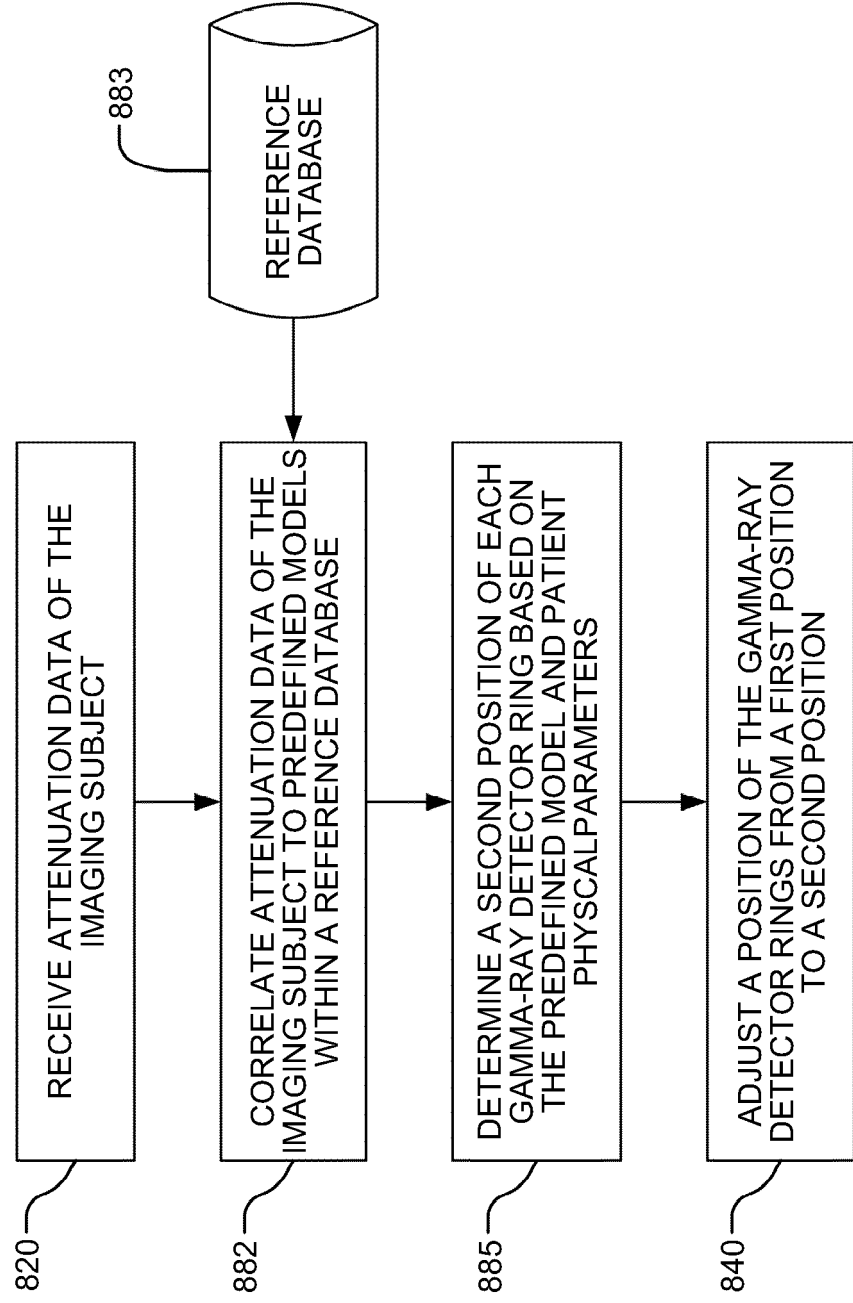 820
RECEIVE ATTENUATION DATA OF THE
IMAGING SUBJECT
882
CORRELATE ATTENUATION DATA OF THE
IMAGING SUBJECT TO PREDEFINED MODELS
WITHIN A REFERENCE DATABASE
883
REFERENCE
DATABASE
885
DETERMINE A SECOND POSITION OF EACH
GAMMA-RAY DETECTOR RING BASED ON
THE PREDEFINED MODEL AND PATIENT
PHYSCALPARAMETERS
840
ADJUST A POSITION OF THE GAMMA-RAY
DETECTOR RINGS FROM A FIRST POSITION
TO A SECOND POSITION